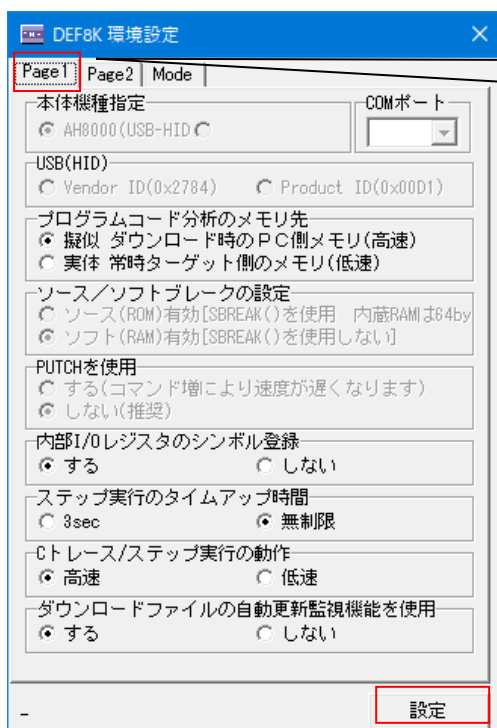 DEF8K 環境設定
Page1 Page2 Mode
本体機種指定 COMポート
AH8000(USB-HID
USB(HID)
Vendor ID(0x2784) Product ID(0x00D1)
プログラムコード分析のメモリ先
擬似 ダウンロード時のＰＣ側メモリ(高速)
実体 常時ターゲット側のメモリ(低速)
ソース／ソフトブレークの設定
ソース(ROM)有効[SBREAK()を使用 内蔵RAMは64by
ソフト(RAM)有効[SBREAK()を使用しない]
PUTCHを使用
する(コマンド増により速度が遅くなります)
しない(推奨)
内部I/Oレジスタのシンボル登録
する しない
ステップ実行のタイムアップ時間
3sec 無制限
Cトレース/ステップ実行の動作
高速 低速
ダウンロードファイルの自動更新監視機能を使用
する しない
設定